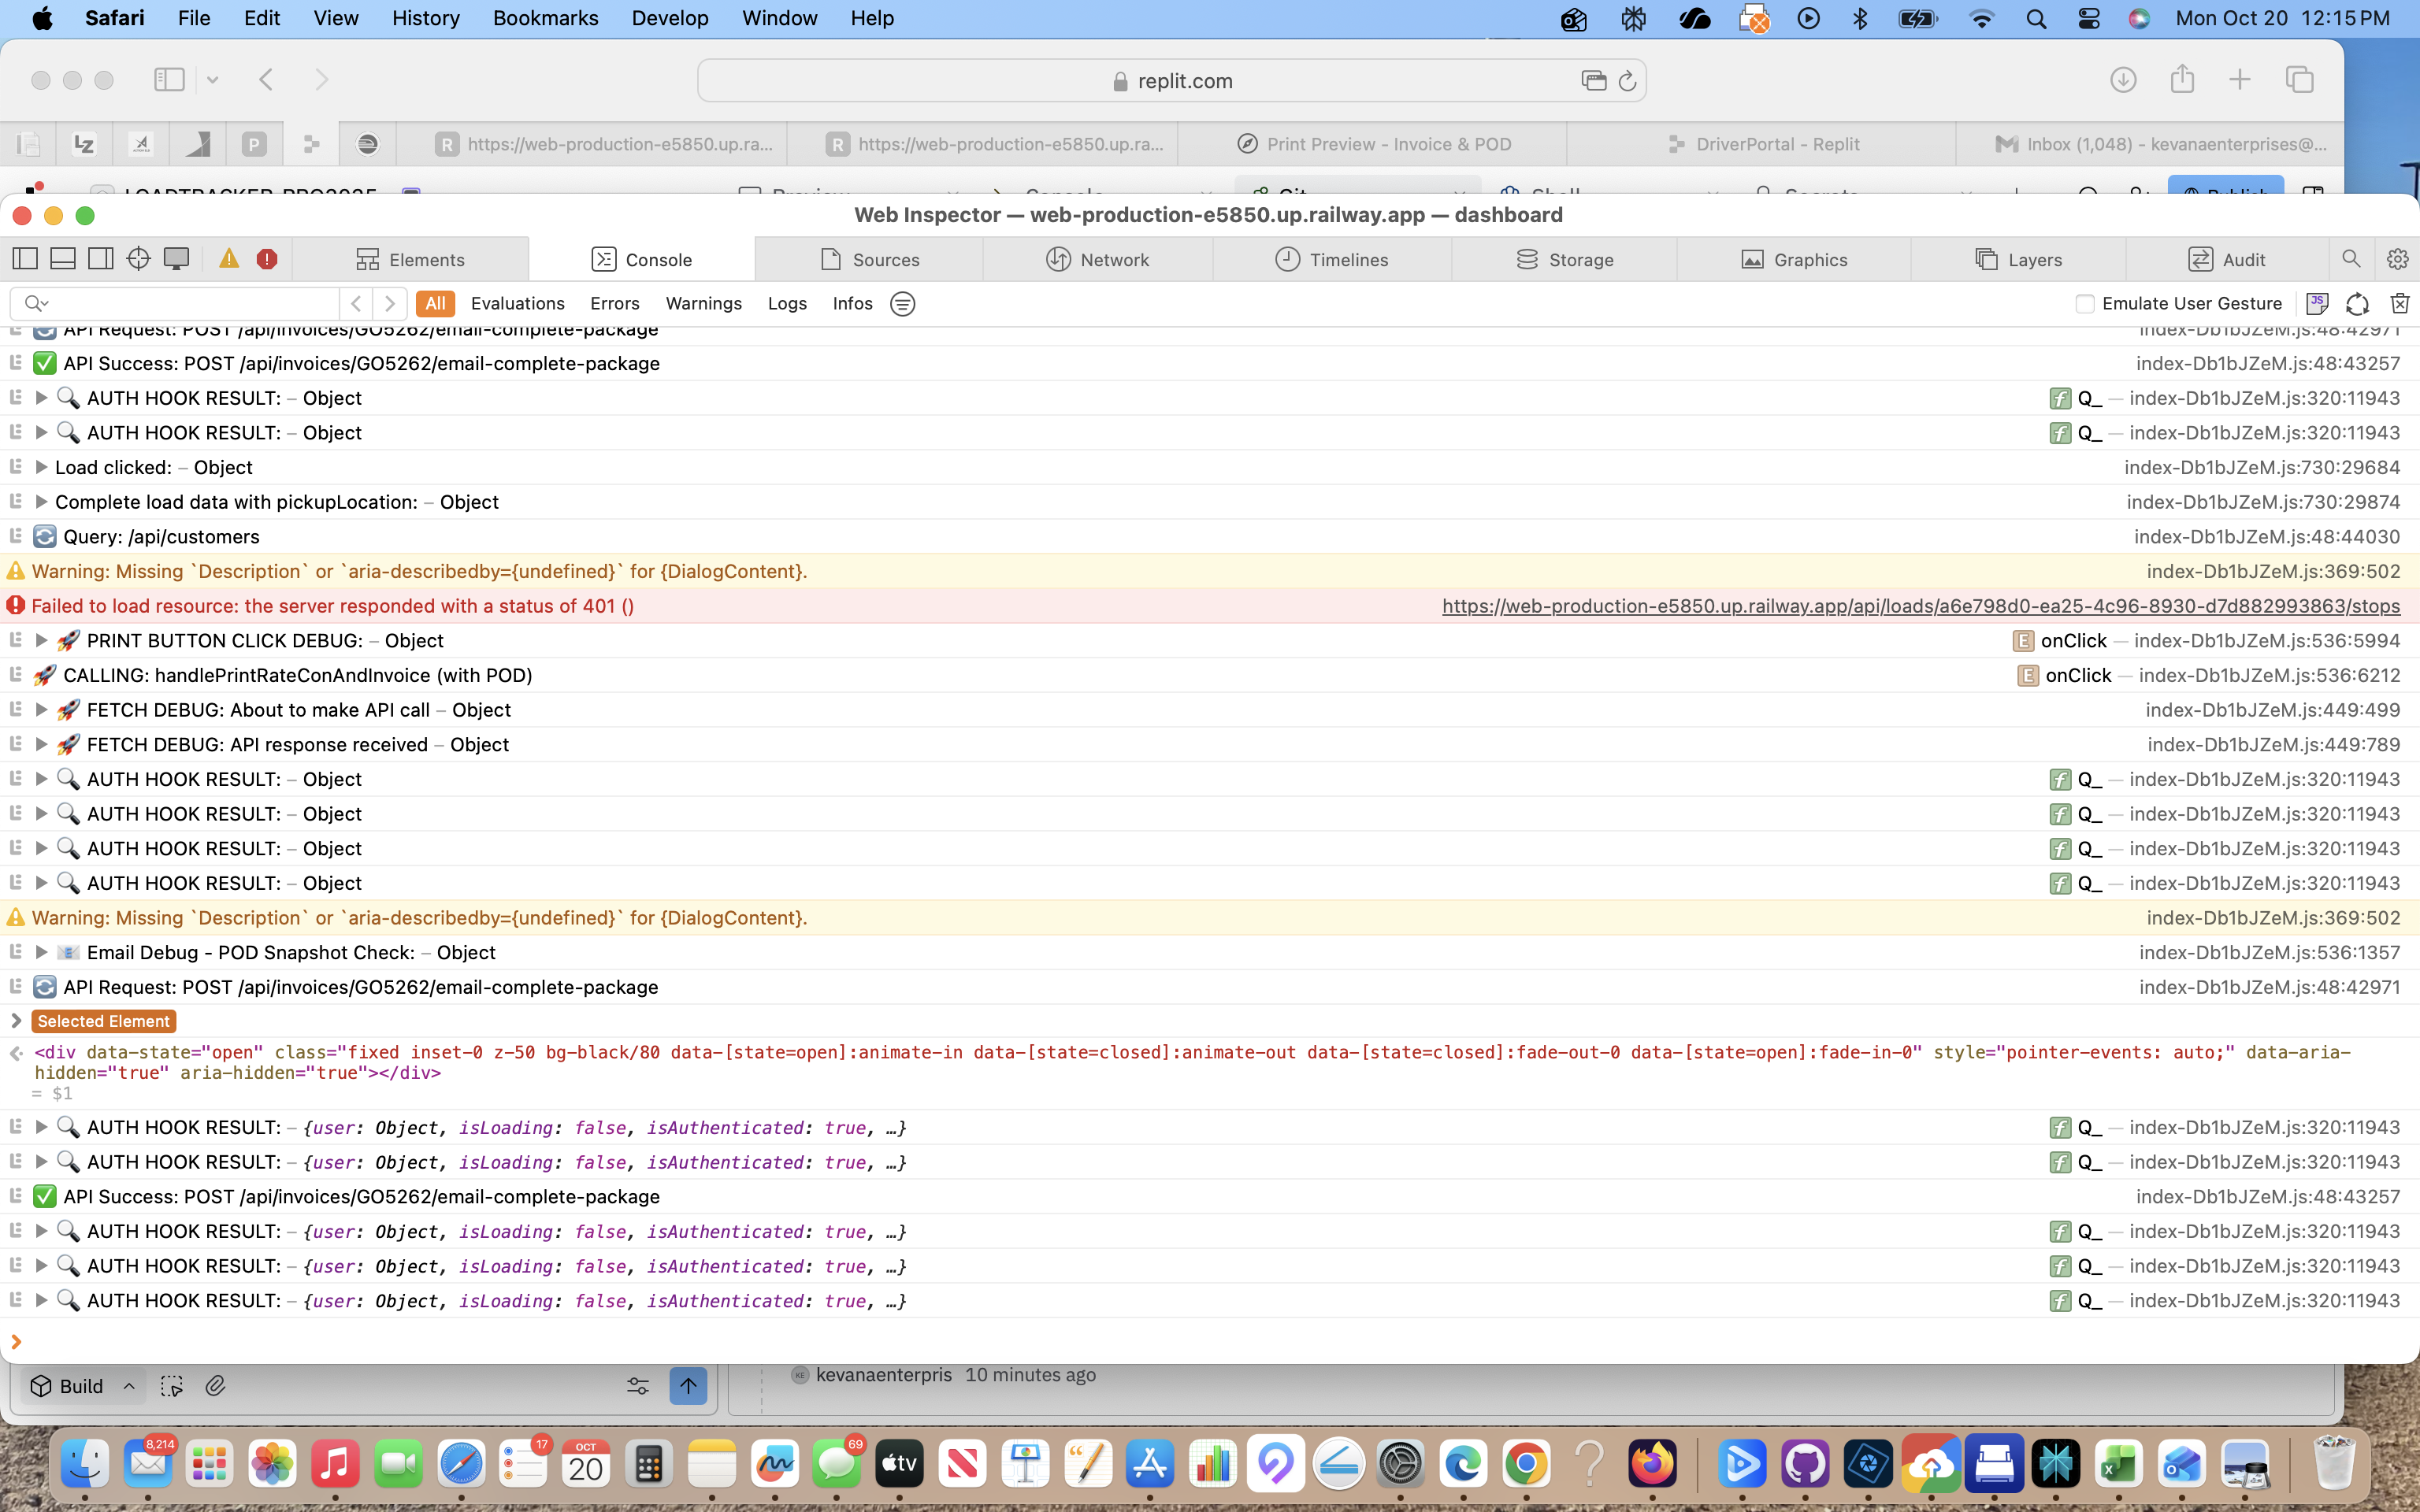 Safari File Edit View History Bookmarks Develop Window Help Mon Oct 20 12:15 PM
replit.com
https://web-production-e5850.up.ra... https://web-production-e5850.up.ra... Print Preview - Invoice & POD DriverPortal - Replit Inbox (1,048) - kevanaenterprises@...
Web Inspector — web-production-e5850.up.railway.app — dashboard
Elements Console Sources Network Timelines Storage Graphics Layers Audit
All Evaluations Errors Warnings Logs Infos Emulate User Gesture
API Request: POST /api/invoices/GO5262/email-complete-package index-Db1bJZeM.js:48:42971
API Success: POST /api/invoices/GO5262/email-complete-package index-Db1bJZeM.js:48:43257
AUTH HOOK RESULT: – Object Q_ — index-Db1bJZeM.js:320:11943
AUTH HOOK RESULT: – Object Q_ — index-Db1bJZeM.js:320:11943
Load clicked: – Object index-Db1bJZeM.js:730:29684
Complete load data with pickupLocation: – Object index-Db1bJZeM.js:730:29874
Query: /api/customers index-Db1bJZeM.js:48:44030
Warning: Missing `Description` or `aria-describedby={undefined}` for {DialogContent}. index-Db1bJZeM.js:369:502
Failed to load resource: the server responded with a status of 401 () https://web-production-e5850.up.railway.app/api/loads/a6e798d0-ea25-4c96-8930-d7d882993863/stops
PRINT BUTTON CLICK DEBUG: – Object E onClick — index-Db1bJZeM.js:536:5994
CALLING: handlePrintRateConAndInvoice (with POD) E onClick — index-Db1bJZeM.js:536:6212
FETCH DEBUG: About to make API call – Object index-Db1bJZeM.js:449:499
FETCH DEBUG: API response received – Object index-Db1bJZeM.js:449:789
AUTH HOOK RESULT: – Object Q_ — index-Db1bJZeM.js:320:11943
AUTH HOOK RESULT: – Object Q_ — index-Db1bJZeM.js:320:11943
AUTH HOOK RESULT: – Object Q_ — index-Db1bJZeM.js:320:11943
AUTH HOOK RESULT: – Object Q_ — index-Db1bJZeM.js:320:11943
Warning: Missing `Description` or `aria-describedby={undefined}` for {DialogContent}. index-Db1bJZeM.js:369:502
Email Debug - POD Snapshot Check: – Object index-Db1bJZeM.js:536:1357
API Request: POST /api/invoices/GO5262/email-complete-package index-Db1bJZeM.js:48:42971
Selected Element
<div data-state="open" class="fixed inset-0 z-50 bg-black/80 data-[state=open]:animate-in data-[state=closed]:animate-out data-[state=closed]:fade-out-0 data-[state=open]:fade-in-0" style="pointer-events: auto;" data-aria-
hidden="true" aria-hidden="true"></div>
= $1
AUTH HOOK RESULT: – {user: Object, isLoading: false, isAuthenticated: true, …} Q_ — index-Db1bJZeM.js:320:11943
AUTH HOOK RESULT: – {user: Object, isLoading: false, isAuthenticated: true, …} Q_ — index-Db1bJZeM.js:320:11943
API Success: POST /api/invoices/GO5262/email-complete-package index-Db1bJZeM.js:48:43257
AUTH HOOK RESULT: – {user: Object, isLoading: false, isAuthenticated: true, …} Q_ — index-Db1bJZeM.js:320:11943
AUTH HOOK RESULT: – {user: Object, isLoading: false, isAuthenticated: true, …} Q_ — index-Db1bJZeM.js:320:11943
AUTH HOOK RESULT: – {user: Object, isLoading: false, isAuthenticated: true, …} Q_ — index-Db1bJZeM.js:320:11943
Build kevanaenterpris 10 minutes ago
8,214 17 OCT 20 69 tv